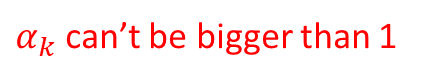 αₖ can't be bigger than 1